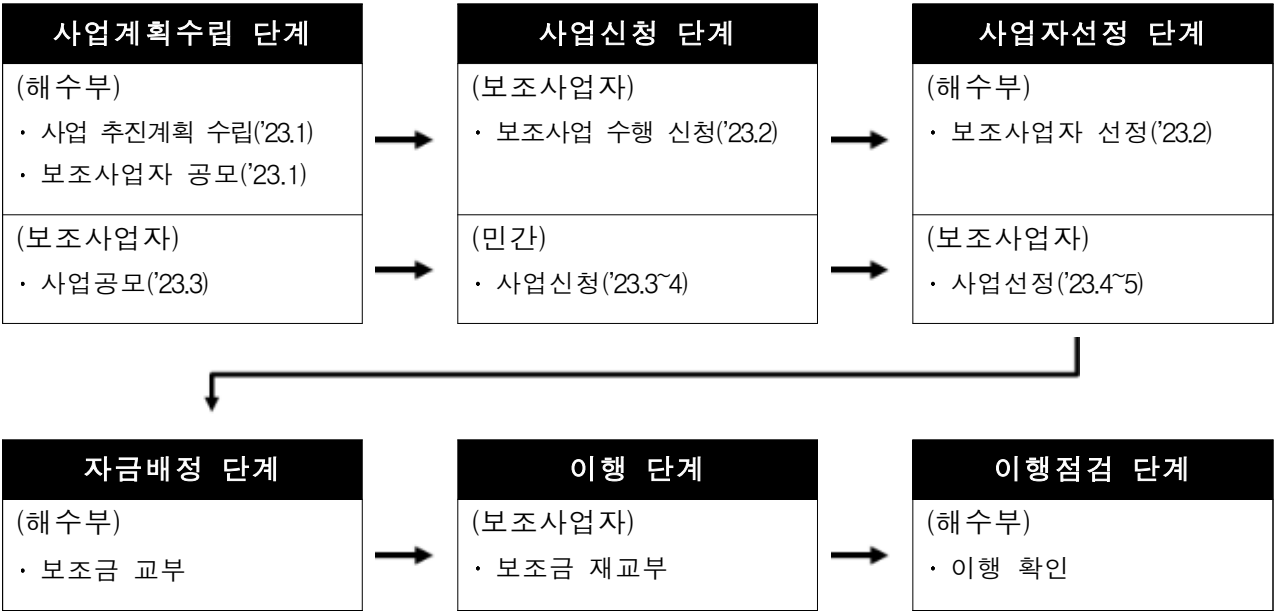 사업계획수립 단계
(해수부)
· 사업 추진계획 수립('23.1)
· 보조사업자 공모('23.1)
(보조사업자)
· 사업공모('23.3)
사업신청 단계
(보조사업자)
· 보조사업 수행 신청('23.2)
(민간)
· 사업신청('23.3~4)
사업자선정 단계
(해수부)
· 보조사업자 선정('23.2)
(보조사업자)
· 사업선정('23.4~5)
자금배정 단계
(해수부)
· 보조금 교부
이행 단계
(보조사업자)
· 보조금 재교부
이행점검 단계
(해수부)
· 이행 확인